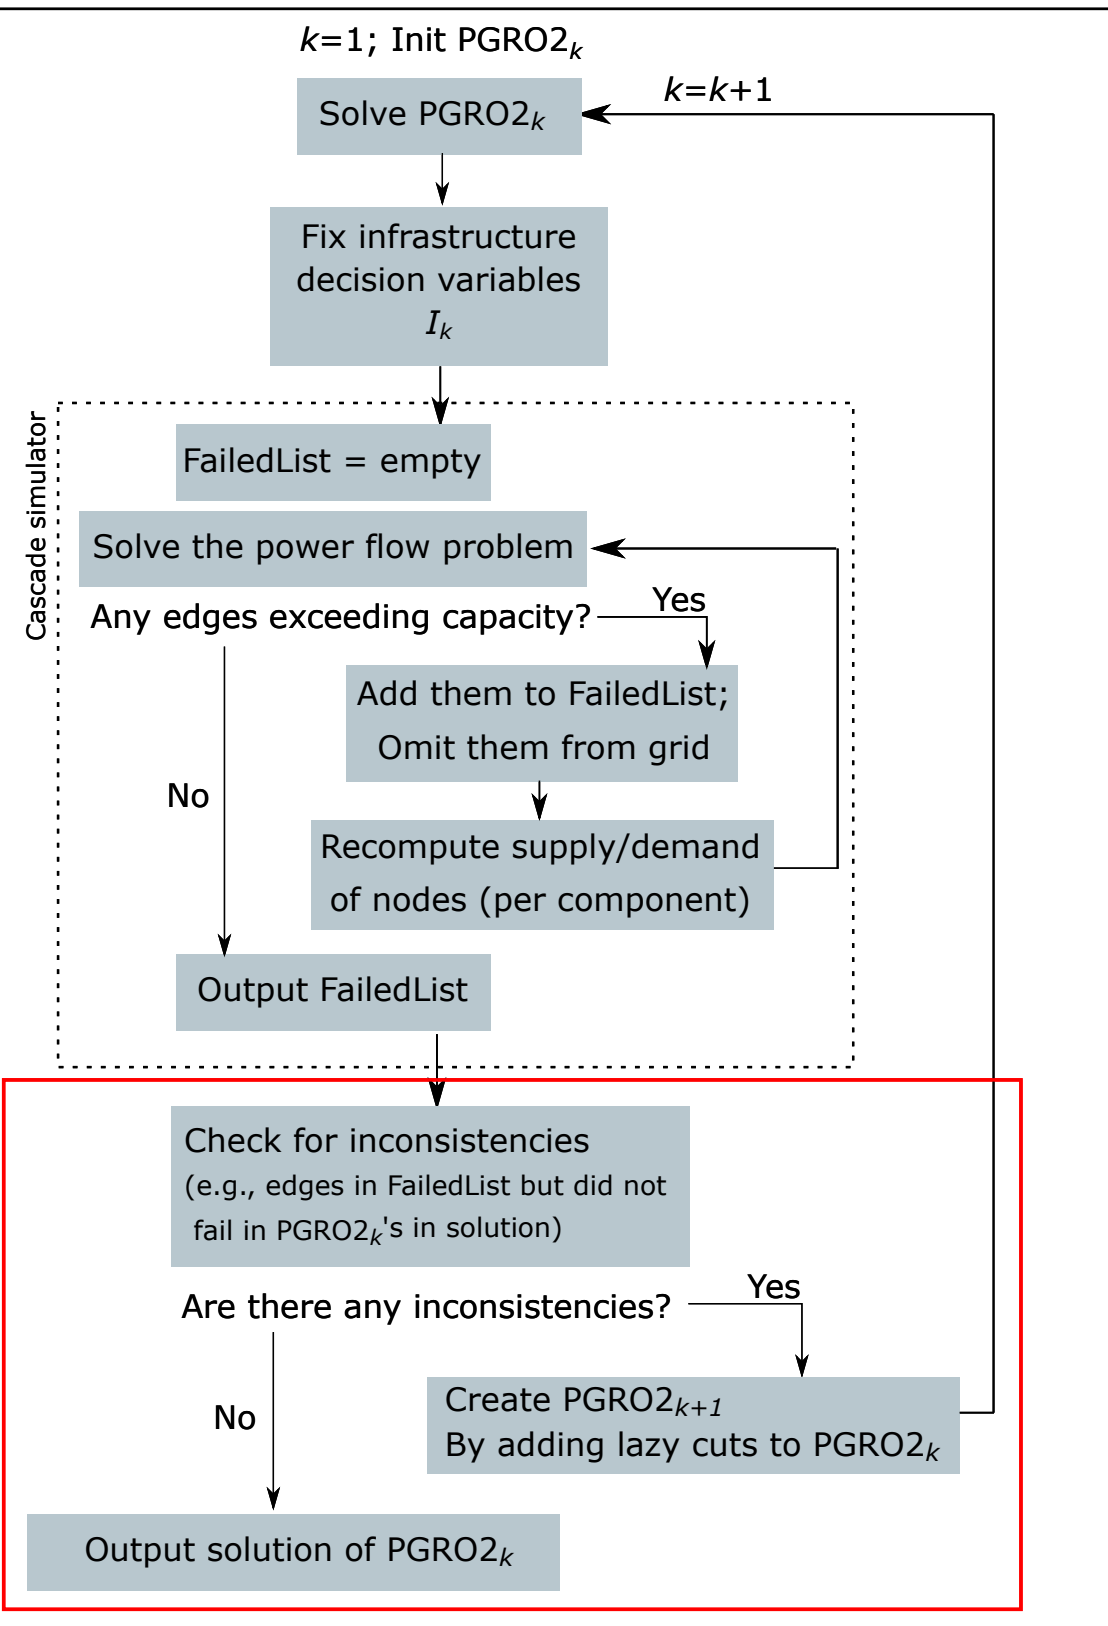 k=1; Init PGRO2k
k=k+1
Solve PGRO2k
Fix infrastructure
decision variables
Ik
Cascade simulator
FailedList = empty
Solve the power flow problem
Any edges exceeding capacity?
Yes
Add them to FailedList;
Omit them from grid
No
Recompute supply/demand
of nodes (per component)
Output FailedList
Check for inconsistencies
(e.g., edges in FailedList but did not
fail in PGRO2k's in solution)
Are there any inconsistencies?
Yes
Create PGRO2k+1
By adding lazy cuts to PGRO2k
No
Output solution of PGRO2k